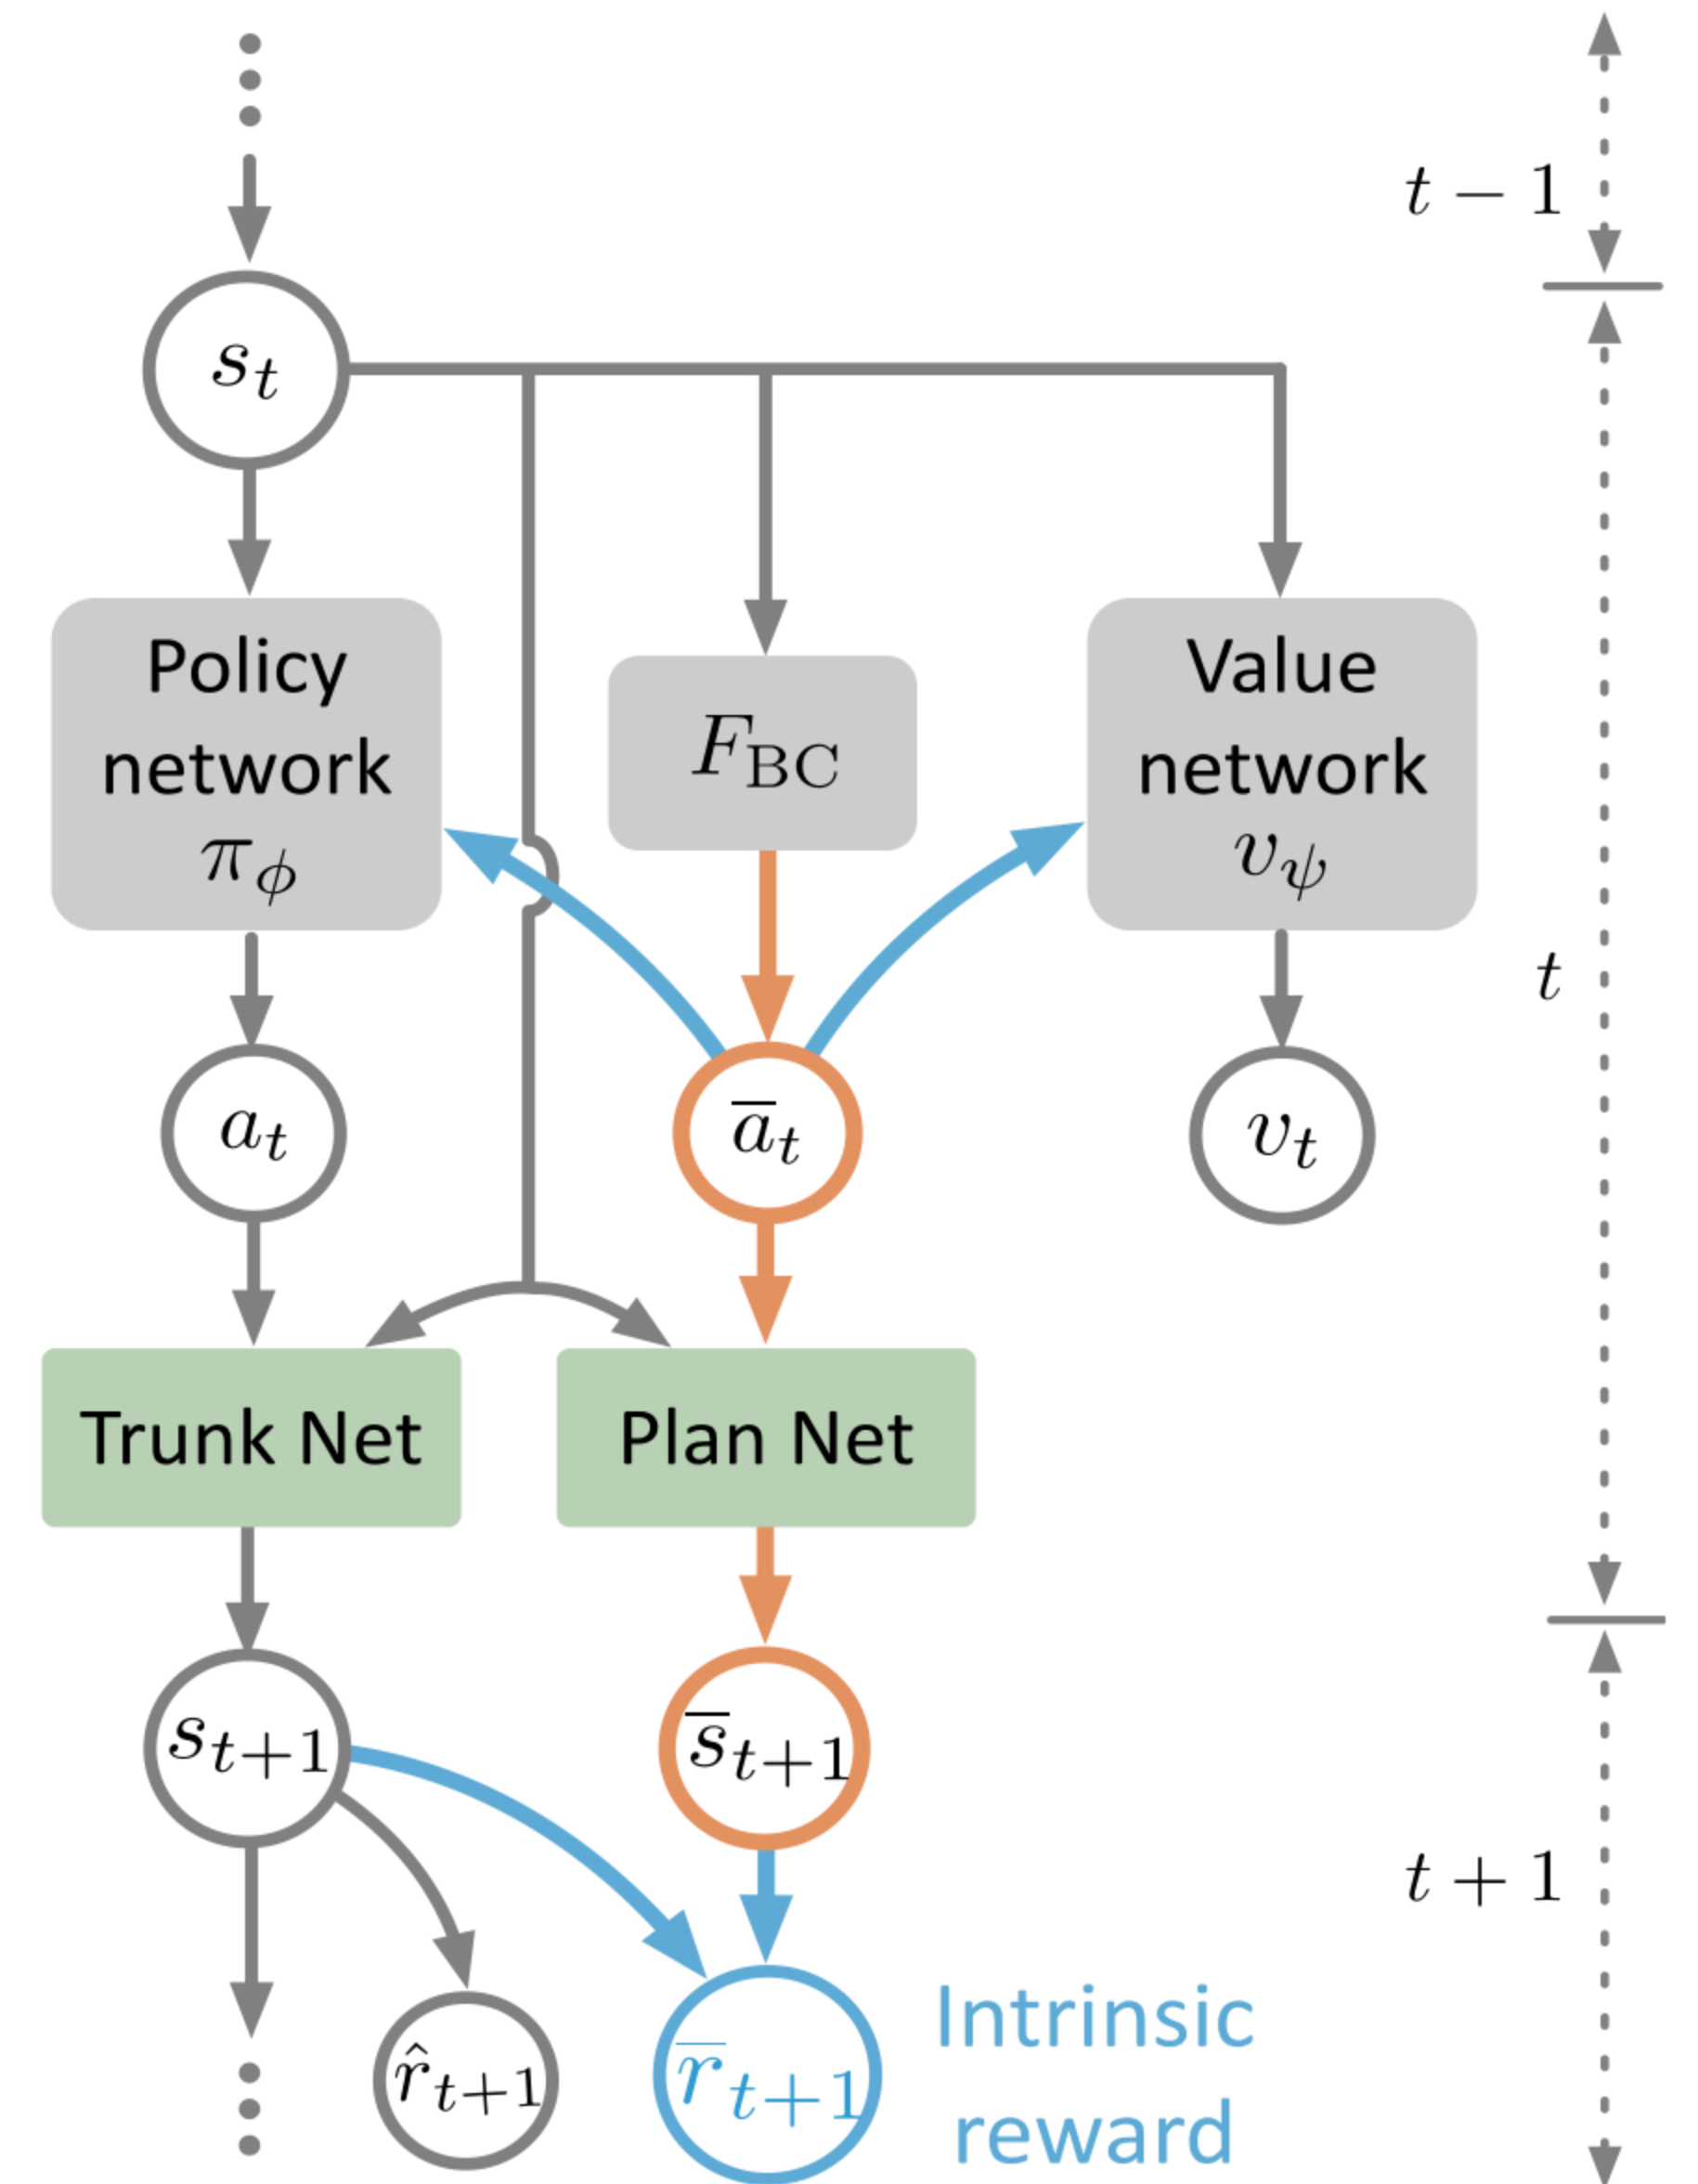 t − 1
s_t
Policy
network
π_ϕ
F_BC
Value
network
v_ψ
t
a_t
a̅_t
v_t
Trunk Net
Plan Net
s_{t+1}
s̅_{t+1}
t + 1
r̂_{t+1}
r̅_{t+1}
Intrinsic
reward